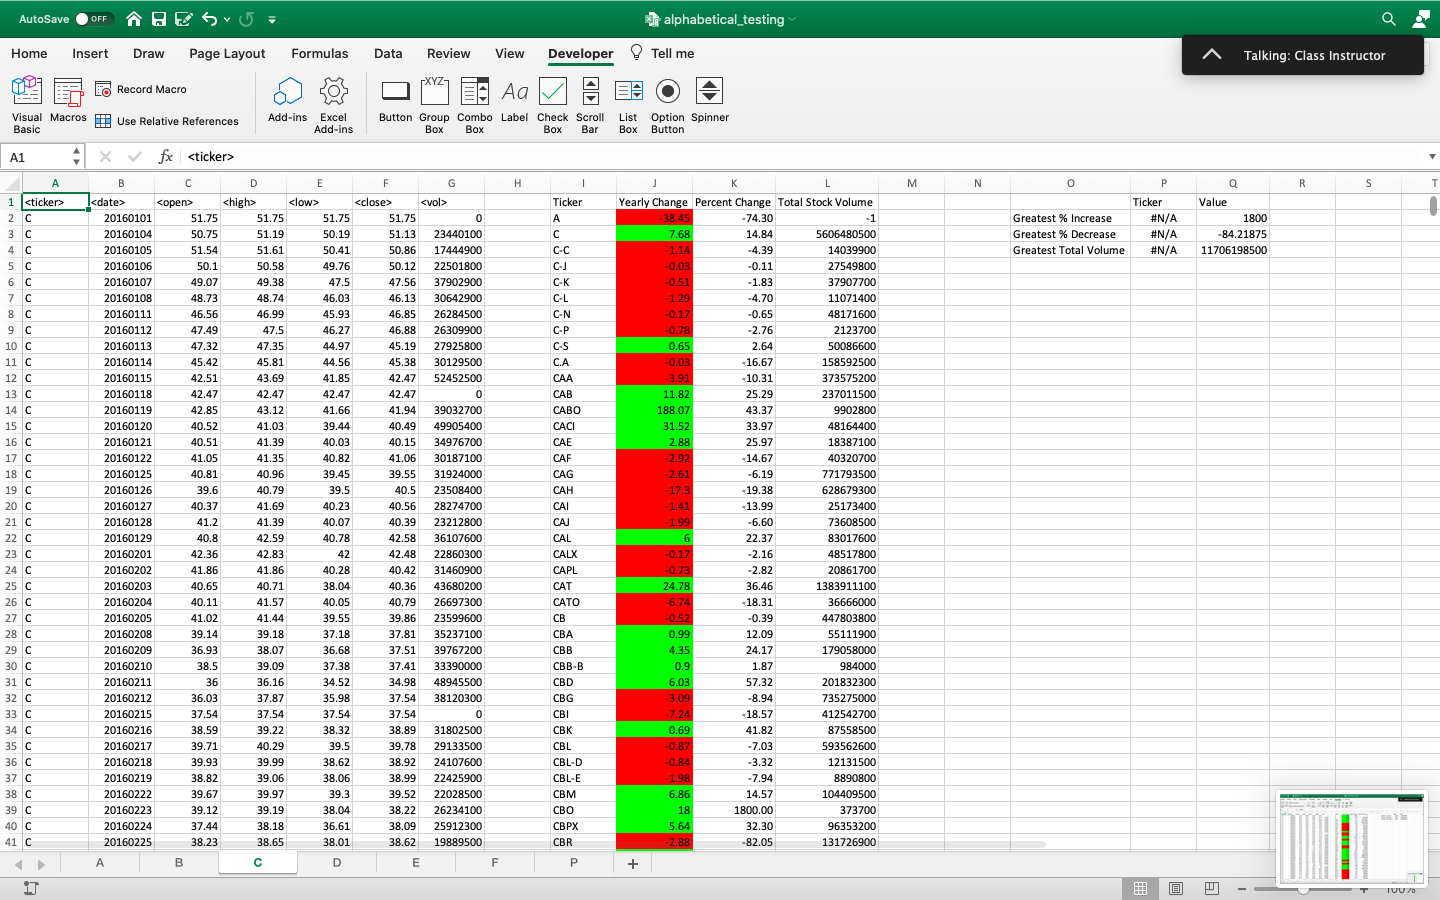 AutoSave OFF alphabetical_testing
Home Insert Draw Page Layout Formulas Data Review View Developer Tell me
Talking: Class Instructor
Visual Basic Macros Record Macro Use Relative References Add-ins Excel Add-ins Button Group Box Combo Box Label Check Box Scroll Bar List Box Option Button Spinner
XYZ Aa
A1 fx <ticker>
A B C D E F G H I J K L M N O P Q R S T
1 <ticker> <date> <open> <high> <low> <close> <vol> Ticker Yearly Change Percent Change Total Stock Volume Ticker Value
2 C 20160101 51.75 51.75 51.75 51.75 0 A -38.45 -74.30 -1 Greatest % Increase #N/A 1800
3 C 20160104 50.75 51.19 50.19 51.13 23440100 C 7.68 14.84 5606480500 Greatest % Decrease #N/A -84.21875
4 C 20160105 51.54 51.61 50.41 50.86 17444900 C-C -1.14 -4.39 14039900 Greatest Total Volume #N/A 11706198500
5 C 20160106 50.1 50.58 49.76 50.12 22501800 C-J -0.03 -0.11 27549800
6 C 20160107 49.07 49.38 47.5 47.56 37902900 C-K -0.51 -1.83 37907700
7 C 20160108 48.73 48.74 46.03 46.13 30642900 C-L -1.29 -4.70 11071400
8 C 20160111 46.56 46.99 45.93 46.85 26284500 C-N -0.17 -0.65 48171600
9 C 20160112 47.49 47.5 46.27 46.88 26309900 C-P -0.78 -2.76 2123700
10 C 20160113 47.32 47.35 44.97 45.19 27925800 C-S 0.65 2.64 50086600
11 C 20160114 45.42 45.81 44.56 45.38 30129500 C.A -0.03 -16.67 158592500
12 C 20160115 42.51 43.69 41.85 42.47 52452500 CAA -3.91 -10.31 373575200
13 C 20160118 42.47 42.47 42.47 42.47 0 CAB 11.82 25.29 237011500
14 C 20160119 42.85 43.12 41.66 41.94 39032700 CABO 188.07 43.37 9902800
15 C 20160120 40.52 41.03 39.44 40.49 49905400 CACI 31.52 33.97 48164400
16 C 20160121 40.51 41.39 40.03 40.15 34976700 CAE 2.88 25.97 18387100
17 C 20160122 41.05 41.35 40.82 41.06 30187100 CAF -2.92 -14.67 40320700
18 C 20160125 40.81 40.96 39.45 39.55 31924000 CAG -2.61 -6.19 771793500
19 C 20160126 39.6 40.79 39.5 40.5 23508400 CAH -17.3 -19.38 628679300
20 C 20160127 40.37 41.69 40.23 40.56 28274700 CAI -1.41 -13.99 25173400
21 C 20160128 41.2 41.39 40.07 40.39 23212800 CAJ -1.99 -6.60 73608500
22 C 20160129 40.8 42.59 40.78 42.58 36107600 CAL 6 22.37 83017600
23 C 20160201 42.36 42.83 42 42.48 22860300 CALX -0.17 -2.16 48517800
24 C 20160202 41.86 41.86 40.28 40.42 31460900 CAPL -0.73 -2.82 20861700
25 C 20160203 40.65 40.71 38.04 40.36 43680200 CAT 24.78 36.46 1383911100
26 C 20160204 40.11 41.57 40.05 40.79 26697300 CATO -6.74 -18.31 36666000
27 C 20160205 41.02 41.44 39.55 39.86 23599600 CB -0.52 -0.39 447803800
28 C 20160208 39.14 39.18 37.18 37.81 35237100 CBA 0.99 12.09 55111900
29 C 20160209 36.93 38.07 36.68 37.51 39767200 CBB 4.35 24.17 179058000
30 C 20160210 38.5 39.09 37.38 37.41 33390000 CBB-B 0.9 1.87 984000
31 C 20160211 36 36.16 34.52 34.98 48945500 CBD 6.03 57.32 201832300
32 C 20160212 36.03 37.87 35.98 37.54 38120300 CBG -3.09 -8.94 735275000
33 C 20160215 37.54 37.54 37.54 37.54 0 CBI -7.24 -18.57 412542700
34 C 20160216 38.59 39.22 38.32 38.89 31802500 CBK 0.69 41.82 87558500
35 C 20160217 39.71 40.29 39.5 39.78 29133500 CBL -0.87 -7.03 593562600
36 C 20160218 39.93 39.99 38.62 38.92 24107600 CBL-D -0.84 -3.32 12131500
37 C 20160219 38.82 39.06 38.06 38.99 22425900 CBL-E -1.98 -7.94 8890800
38 C 20160222 39.67 39.97 39.3 39.52 22028500 CBM 6.86 14.57 104409500
39 C 20160223 39.12 39.19 38.04 38.22 26234100 CBO 18 1800.00 373700
40 C 20160224 37.44 38.18 36.61 38.09 25912300 CBPX 5.64 32.30 96353200
41 C 20160225 38.23 38.65 38.01 38.62 19889500 CBR -2.88 -82.05 131726900
A B C D E F P +
100%